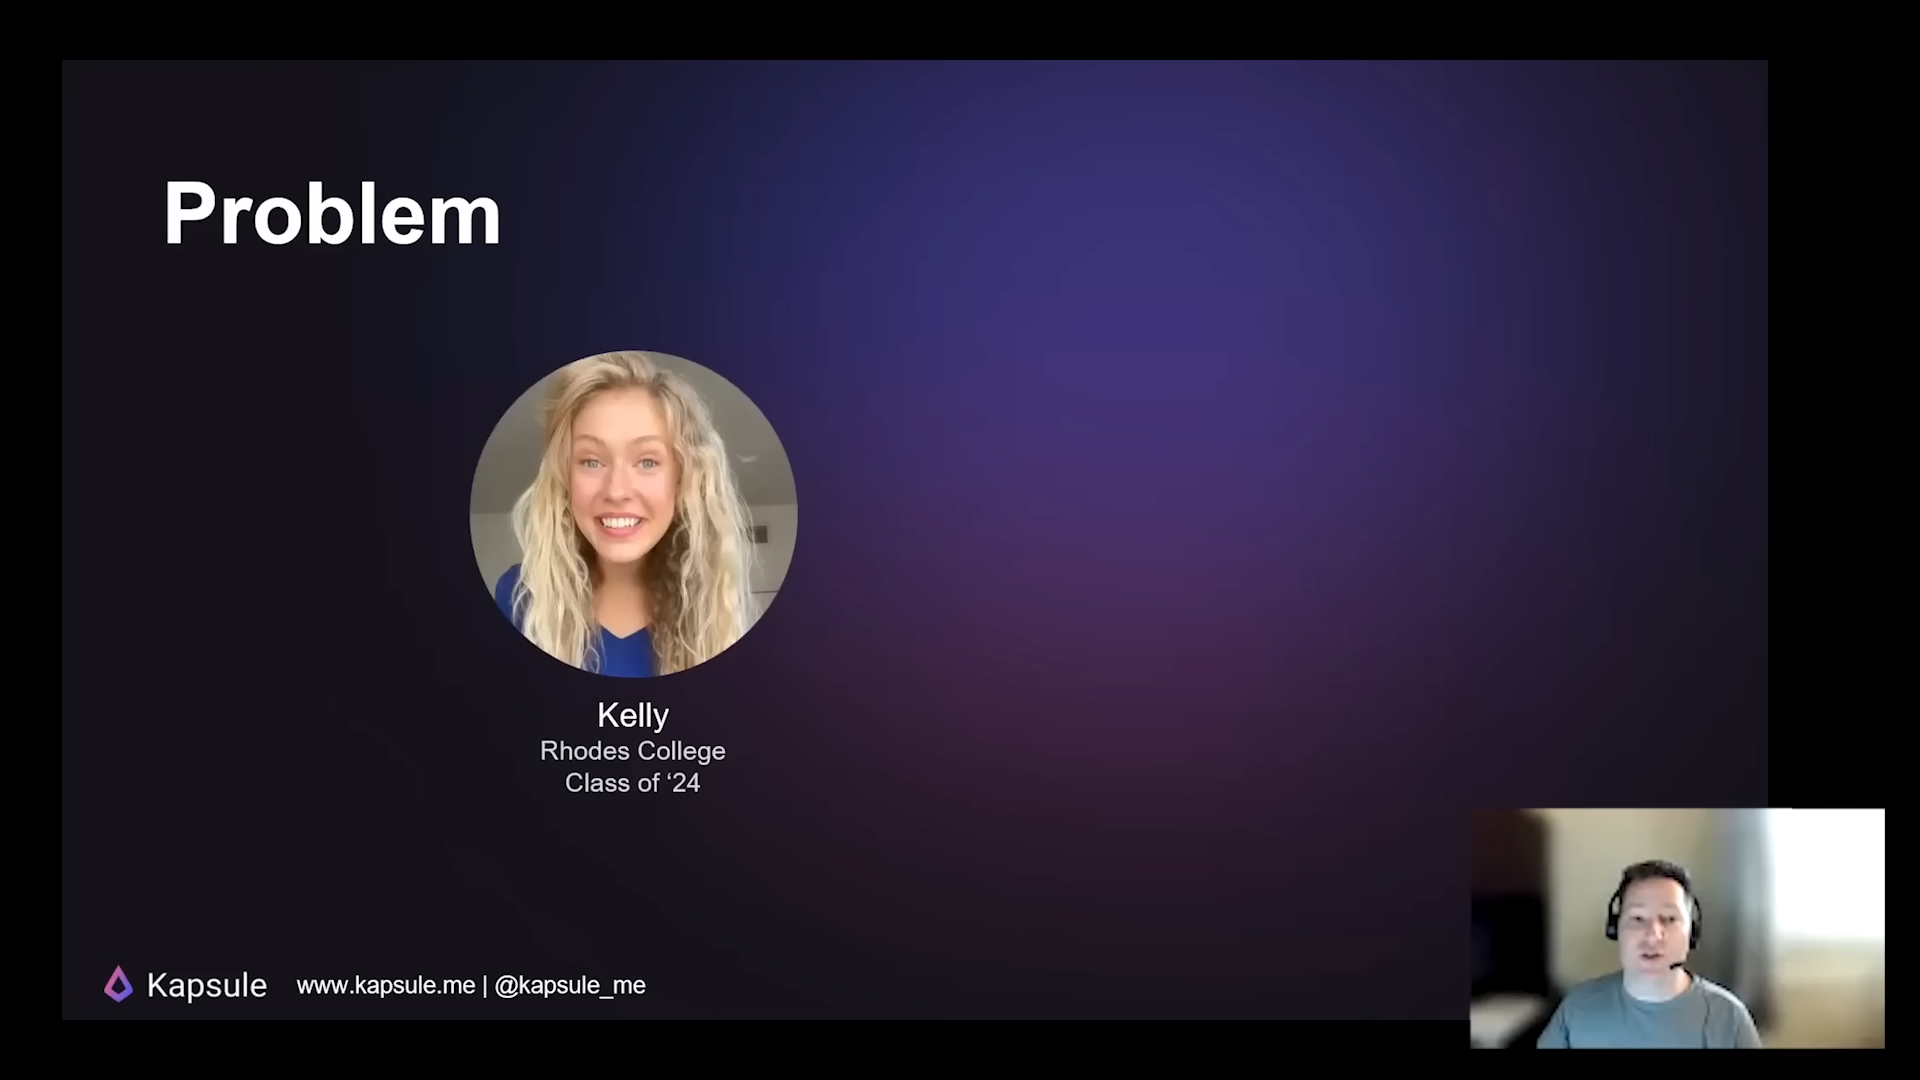 Problem
Kelly
Rhodes College
Class of ‘24
Kapsule www.kapsule.me | @kapsule_me